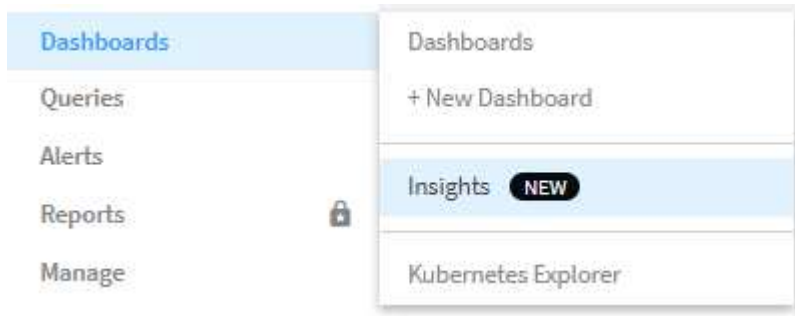 Dashboards
Queries
Alerts
Reports
Manage
Dashboards
+ New Dashboard
Insights NEW
Kubernetes Explorer